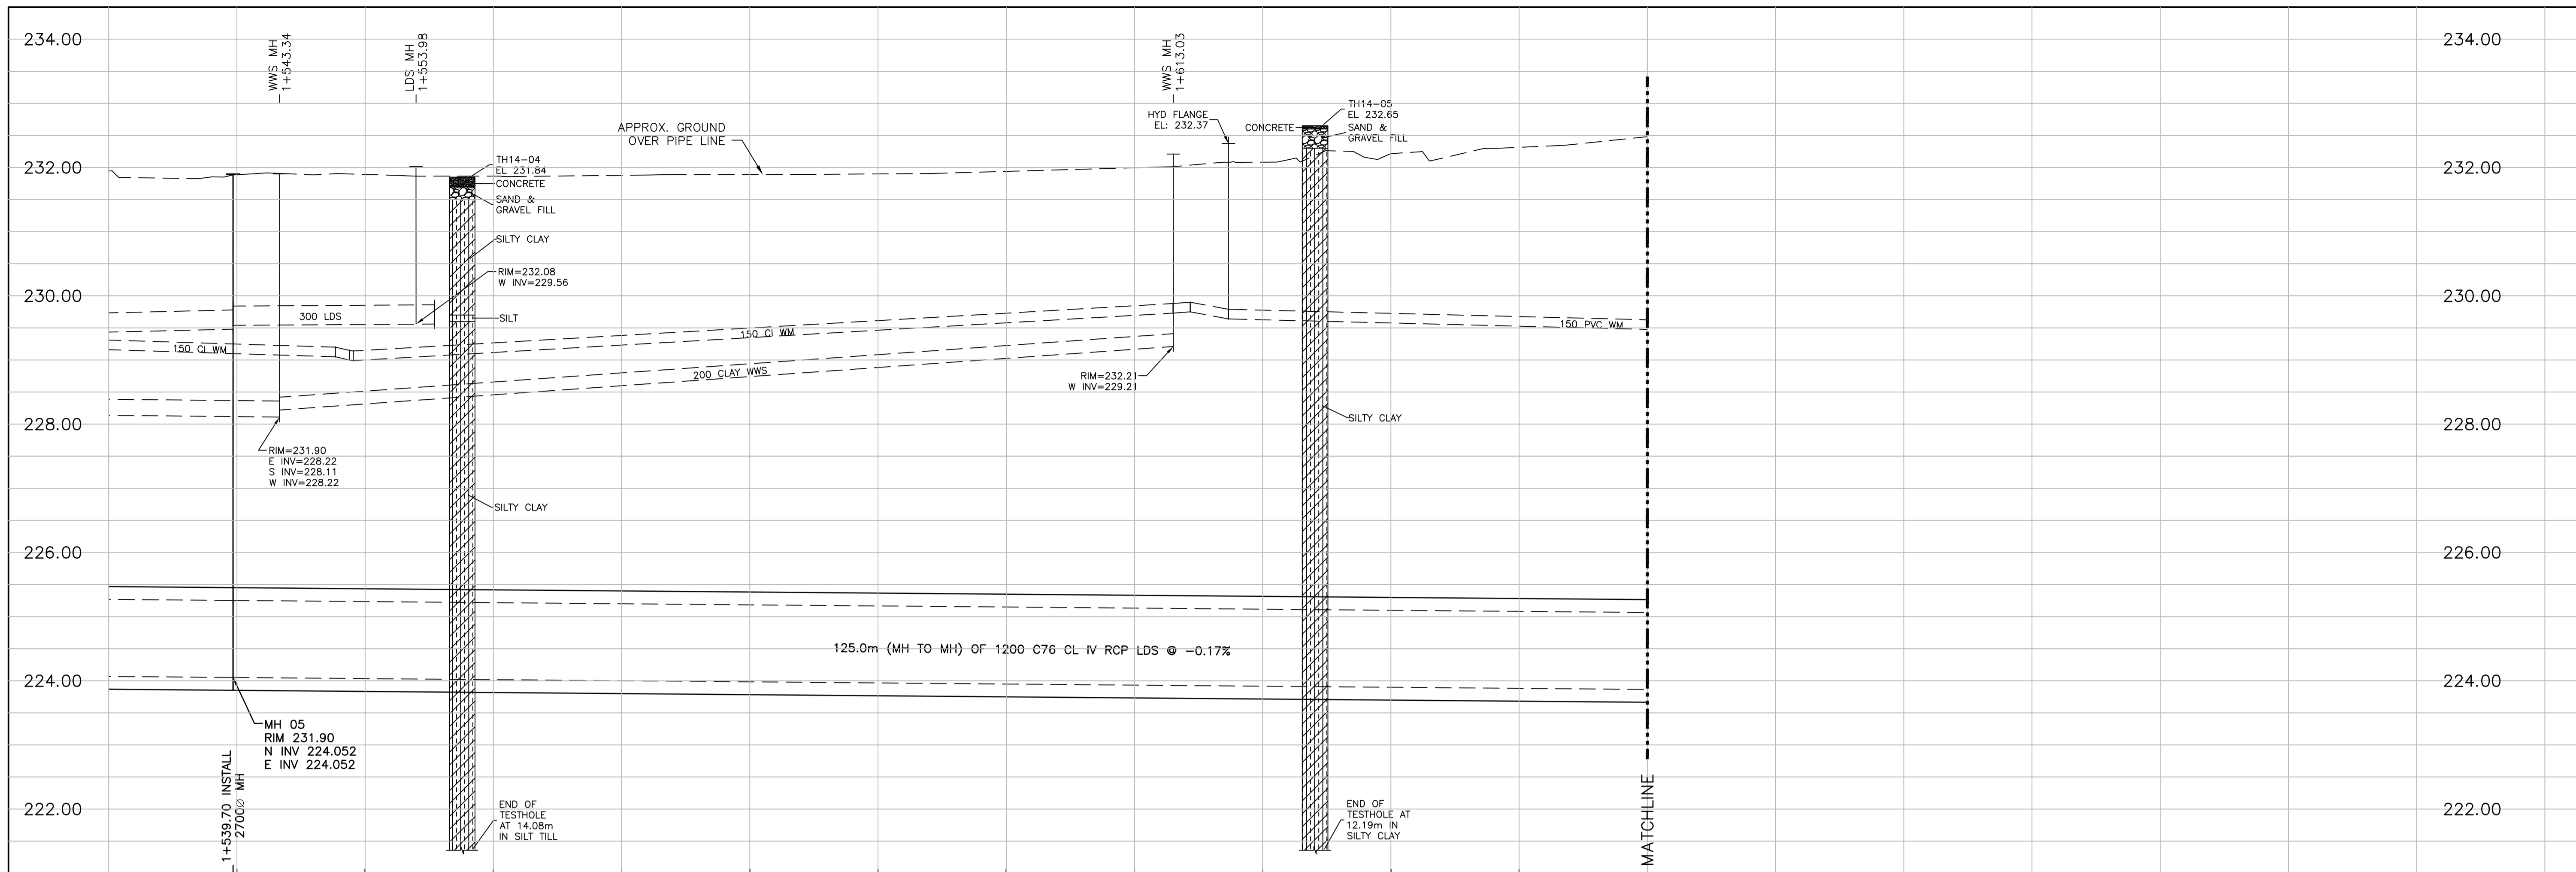 234.00
234.00
WWS MH
1+543.34
LDS MH
1+553.98
WWS MH
1+613.03
HYD FLANGE
EL: 232.37
CONCRETE
TH14-05
EL 232.65
SAND &
GRAVEL FILL
APPROX. GROUND
OVER PIPE LINE
232.00
232.00
TH14-04
EL 231.84
CONCRETE
SAND &
GRAVEL FILL
SILTY CLAY
RIM=232.08
W INV=229.56
230.00
230.00
300 LDS
SILT
150 CI WM
150 CI WM
150 PVC WM
200 CLAY WWS
RIM=232.21
W INV=229.21
228.00
228.00
SILTY CLAY
RIM=231.90
E INV=228.22
S INV=228.11
W INV=228.22
SILTY CLAY
226.00
226.00
125.0m (MH TO MH) OF 1200 C76 CL IV RCP LDS @ -0.17%
224.00
224.00
MH 05
RIM 231.90
N INV 224.052
E INV 224.052
1+539.70 INSTALL
2700∅ MH
222.00
222.00
END OF
TESTHOLE
AT 14.08m
IN SILT TILL
END OF
TESTHOLE AT
12.19m IN
SILTY CLAY
MATCHLINE